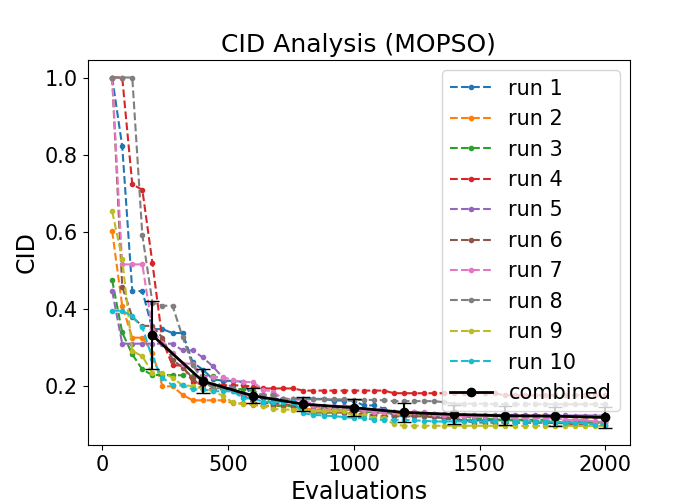 CID Analysis (MOPSO)
CID
1.0
0.8
0.6
0.4
0.2
run 1
run 2
run 3
run 4
run 5
run 6
run 7
run 8
run 9
run 10
combined
0 500 1000 1500 2000
Evaluations